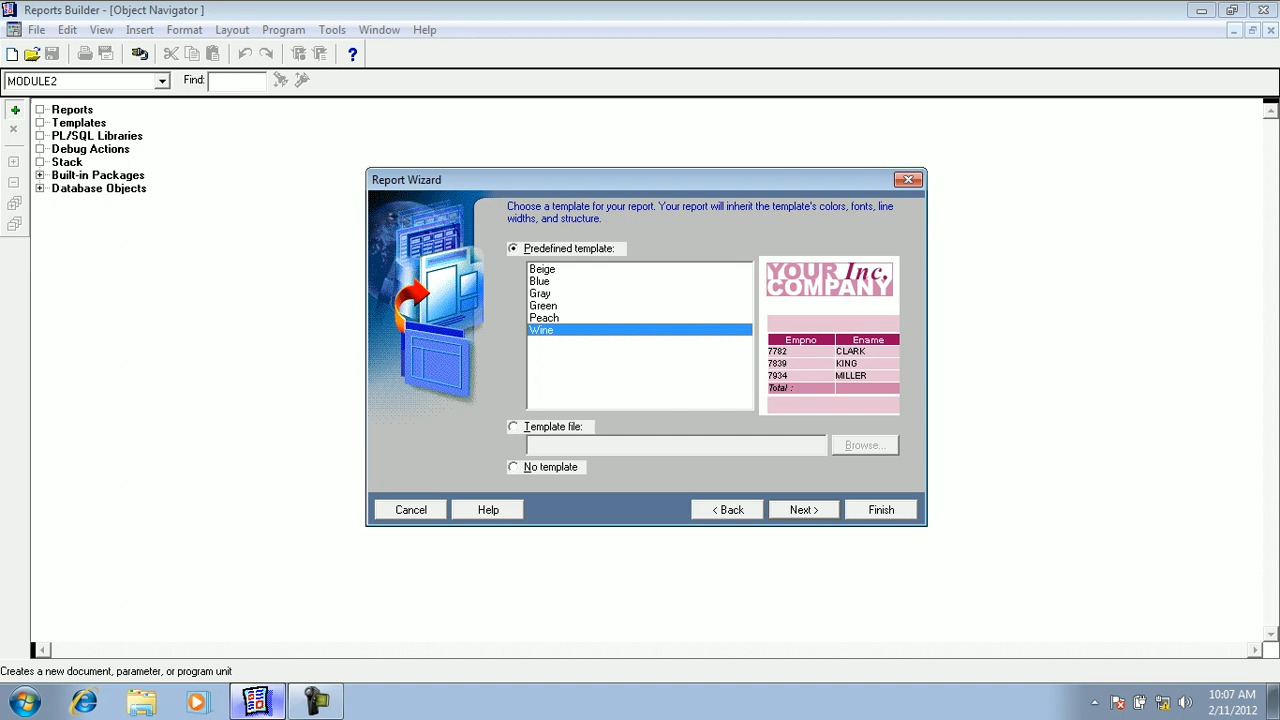 Reports Builder - [Object Navigator ]
File Edit View Insert Format Layout Program Tools Window Help
MODULE2 Find:
Reports
Templates
PL/SQL Libraries
Debug Actions
Stack
Built-in Packages
Database Objects
Report Wizard
Choose a template for your report. Your report will inherit the template's colors, fonts, line
widths, and structure.
Predefined template:
Beige
Blue
Gray
Green
Peach
Wine
YOUR Inc,
COMPANY
Empno Ename
7782 CLARK
7839 KING
7934 MILLER
Total :
Template file:
Browse...
No template
Cancel Help < Back Next > Finish
Creates a new document, parameter, or program unit
10:07 AM
2/11/2012